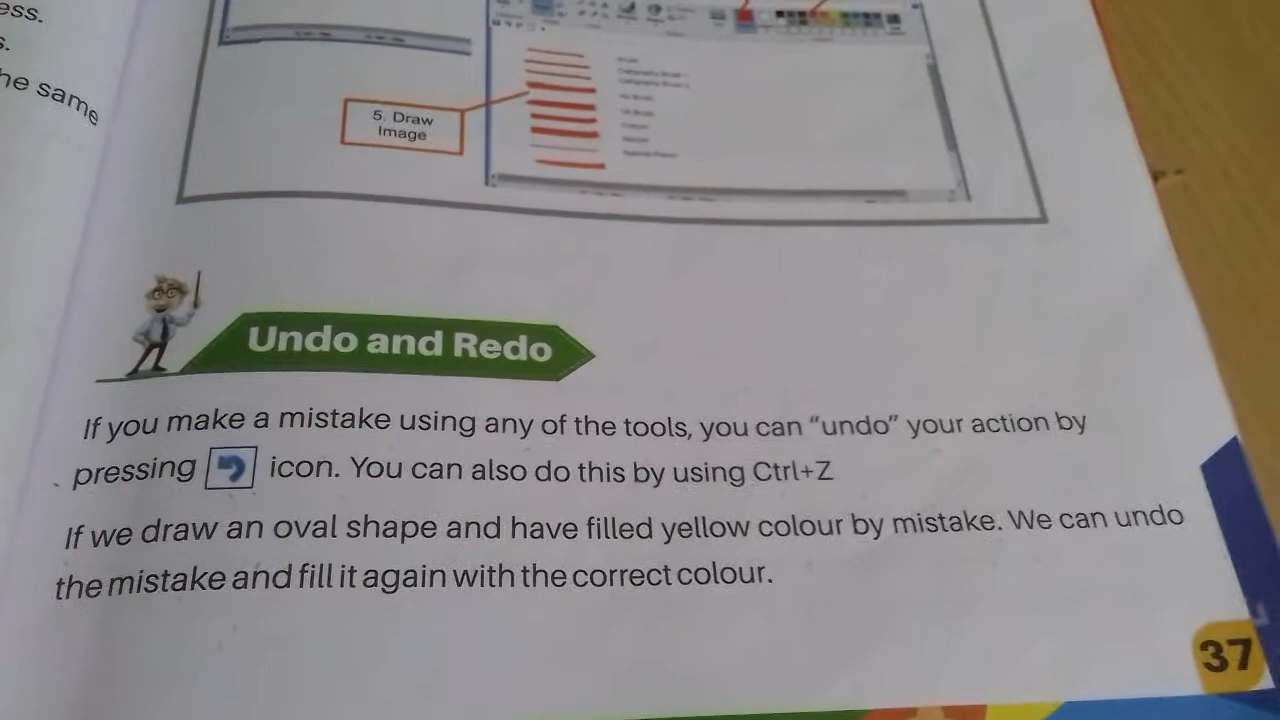 ess.
s.
he same
5. Draw
Image
Undo and Redo
If you make a mistake using any of the tools, you can “undo” your action by
pressing icon. You can also do this by using Ctrl+Z
If we draw an oval shape and have filled yellow colour by mistake. We can undo
the mistake and fill it again with the correct colour.
37